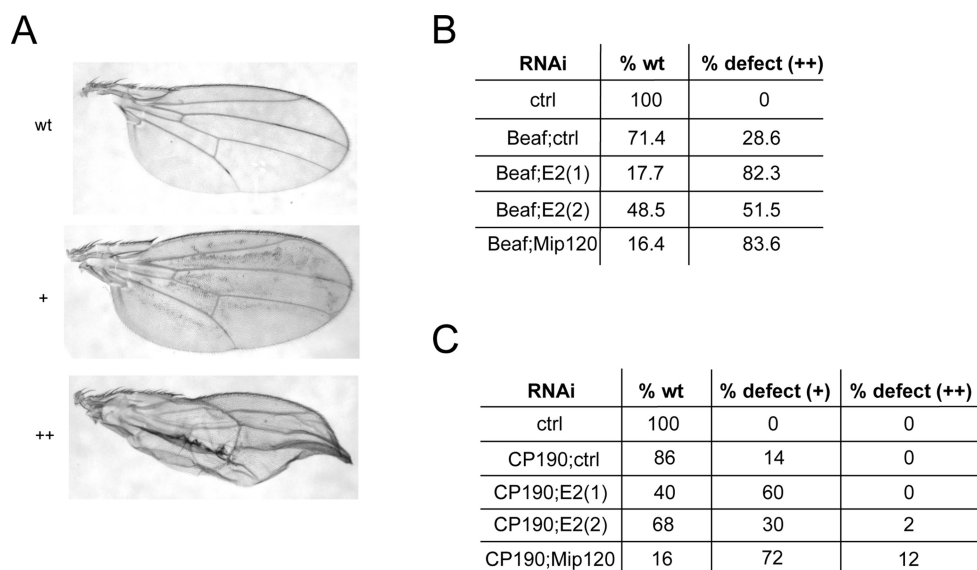 A
wt
+
++
B
RNAi % wt % defect (++)
ctrl 100 0
Beaf;ctrl 71.4 28.6
Beaf;E2(1) 17.7 82.3
Beaf;E2(2) 48.5 51.5
Beaf;Mip120 16.4 83.6
C
RNAi % wt % defect (+) % defect (++)
ctrl 100 0 0
CP190;ctrl 86 14 0
CP190;E2(1) 40 60 0
CP190;E2(2) 68 30 2
CP190;Mip120 16 72 12